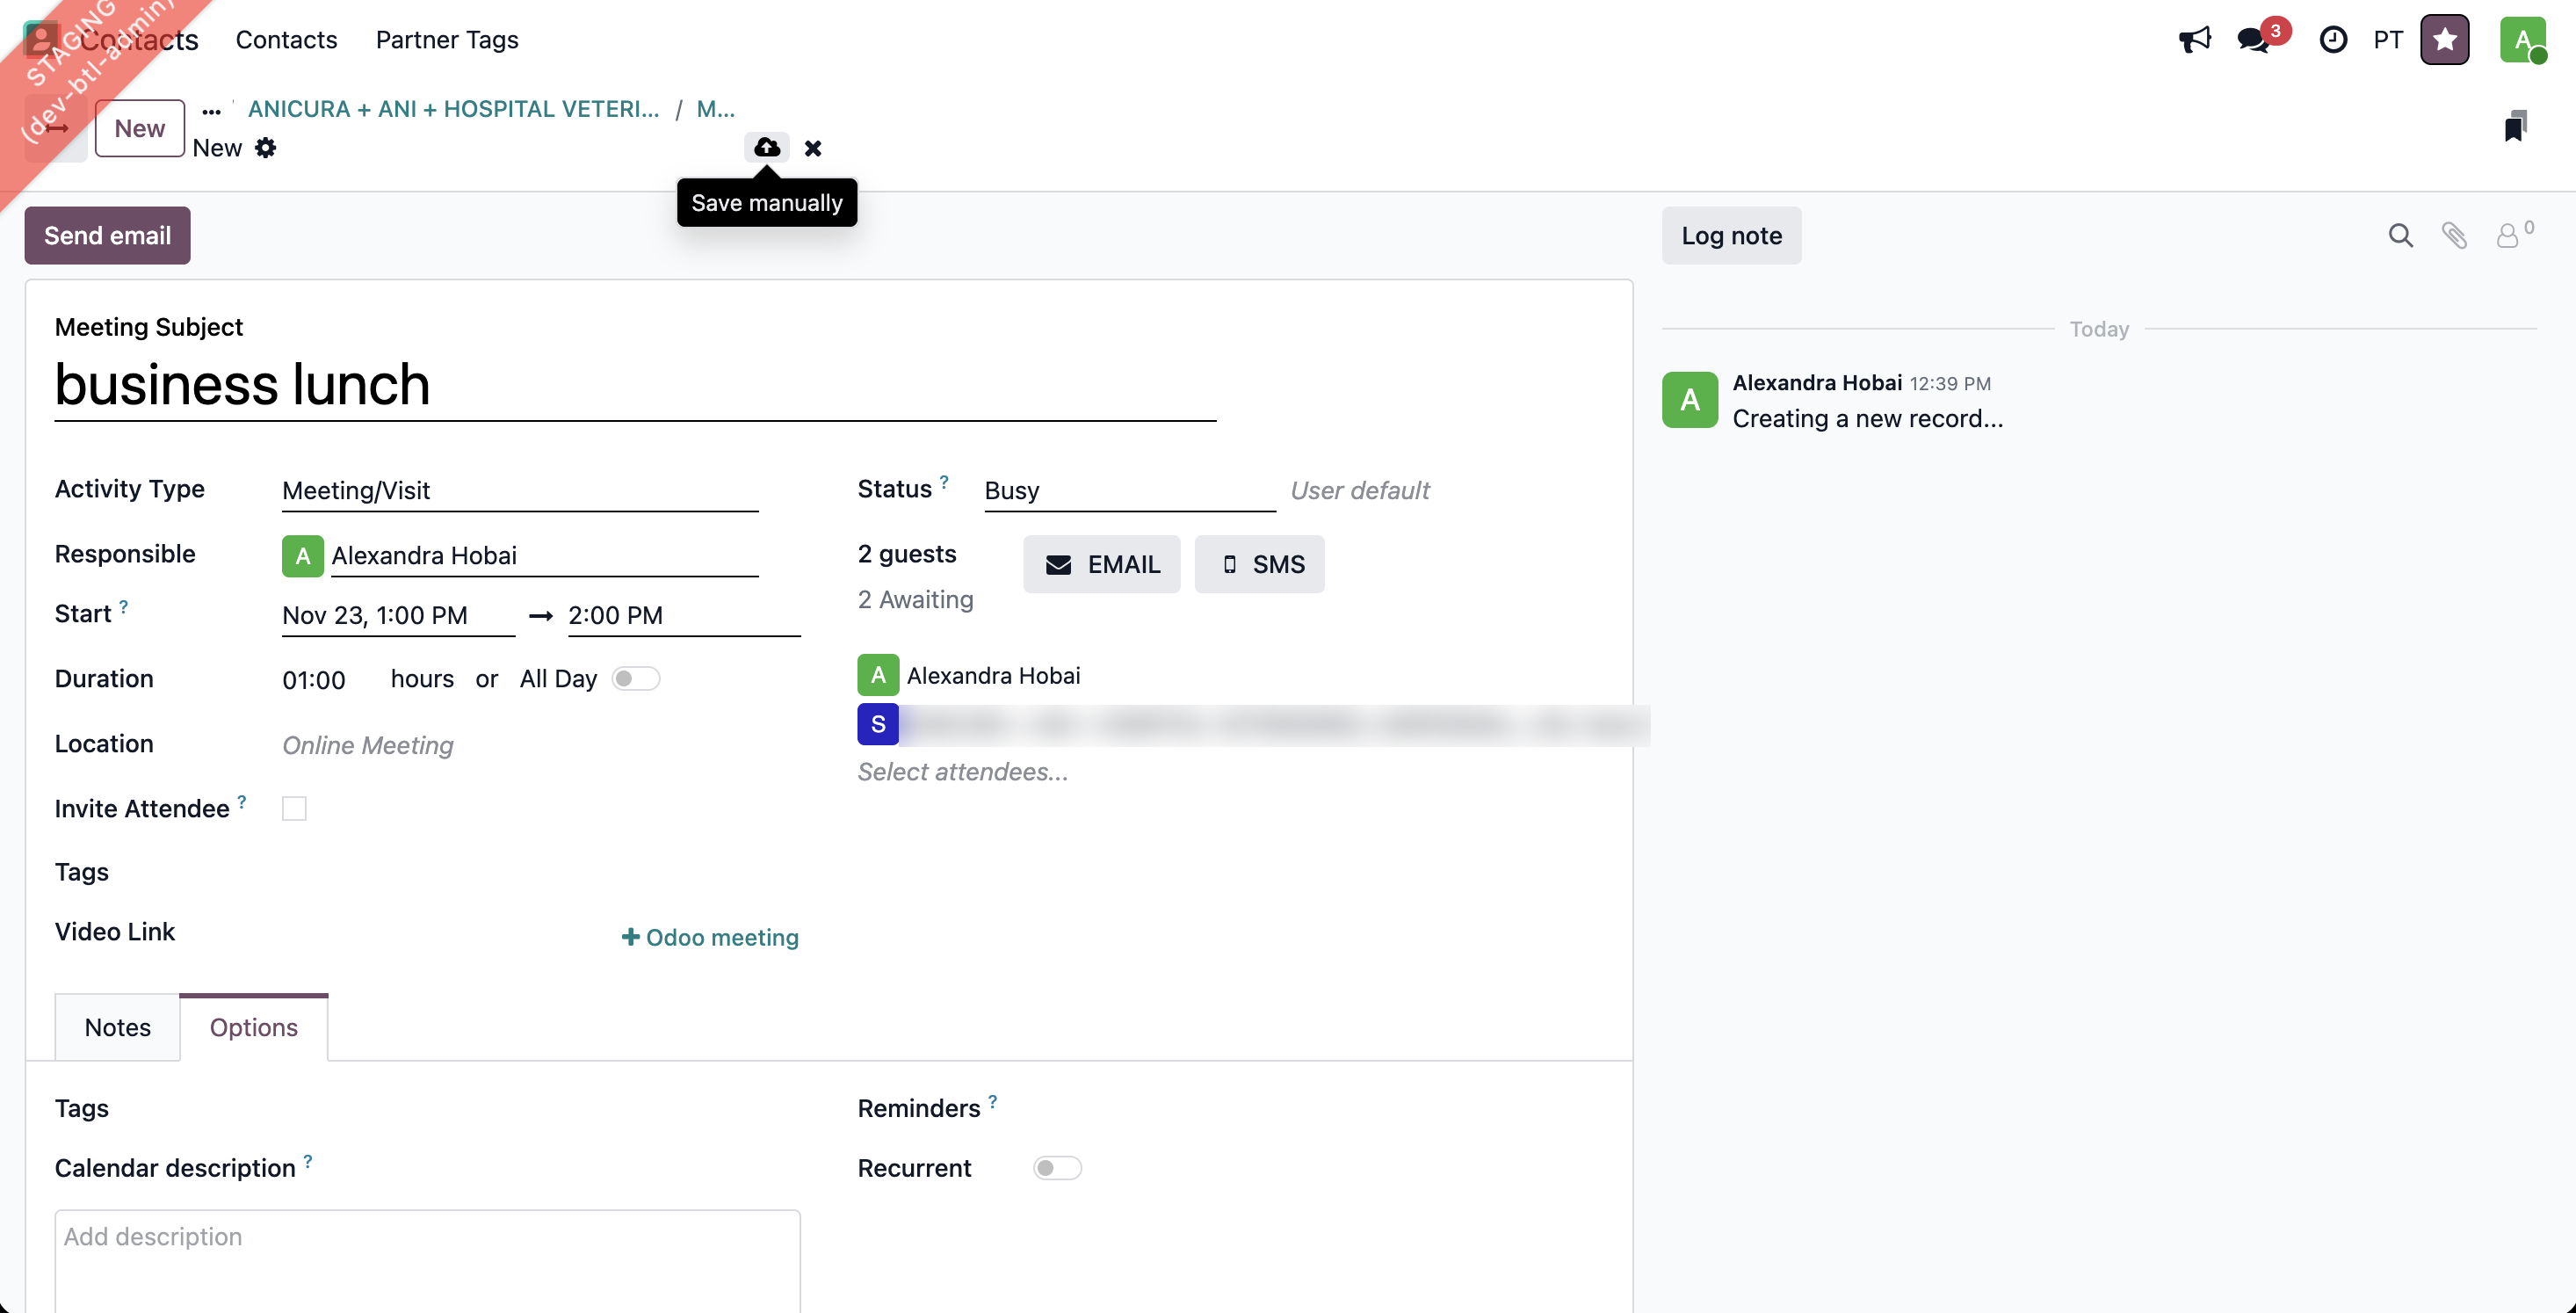 STAGING
(dev-btl-admin)
Contacts Contacts Partner Tags 3 PT A
New ... ANICURA + ANI + HOSPITAL VETERI... / M...
New
Save manually
Send email Log note 0
Meeting Subject
business lunch
Today
A Alexandra Hobai 12:39 PM
Creating a new record...
Activity Type Meeting/Visit Status ? Busy User default
Responsible A Alexandra Hobai 2 guests EMAIL SMS
2 Awaiting
Start ? Nov 23, 1:00 PM → 2:00 PM
Duration 01:00 hours or All Day A Alexandra Hobai
S
Location Online Meeting Select attendees...
Invite Attendee ?
Tags
Video Link + Odoo meeting
Notes Options
Tags Reminders ?
Calendar description ? Recurrent
Add description